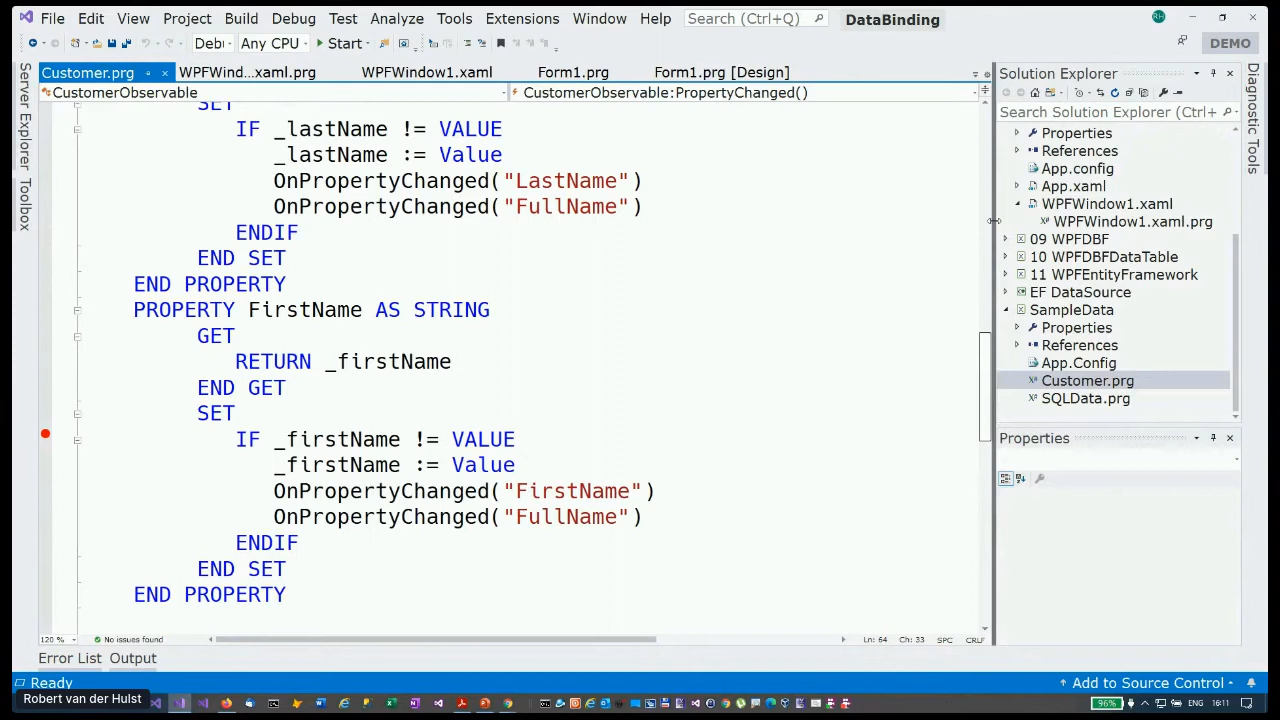 File Edit View Project Build Debug Test Analyze Tools Extensions Window Help Search (Ctrl+Q) DataBinding RH
Any CPU Start DEMO
Customer.prg WPFWind...xaml.prg WPFWindow1.xaml Form1.prg Form1.prg [Design]
CustomerObservable CustomerObservable:PropertyChanged()
SET
IF _lastName != VALUE
_lastName := Value
OnPropertyChanged("LastName")
OnPropertyChanged("FullName")
ENDIF
END SET
END PROPERTY
PROPERTY FirstName AS STRING
GET
RETURN _firstName
END GET
SET
IF _firstName != VALUE
_firstName := Value
OnPropertyChanged("FirstName")
OnPropertyChanged("FullName")
ENDIF
END SET
END PROPERTY
120 % No issues found Ln: 64 Ch: 33 SPC CRLF
Server Explorer
Toolbox
Solution Explorer
Search Solution Explorer (Ctrl+
Properties
References
App.config
App.xaml
WPFWindow1.xaml
WPFWindow1.xaml.prg
09 WPFDBF
10 WPFDBFDataTable
11 WPFEntityFramework
EF DataSource
SampleData
Properties
References
App.Config
Customer.prg
SQLData.prg
Properties
Diagnostic Tools
Error List Output
Ready Add to Source Control
Robert van der Hulst
96% ENG 16:11